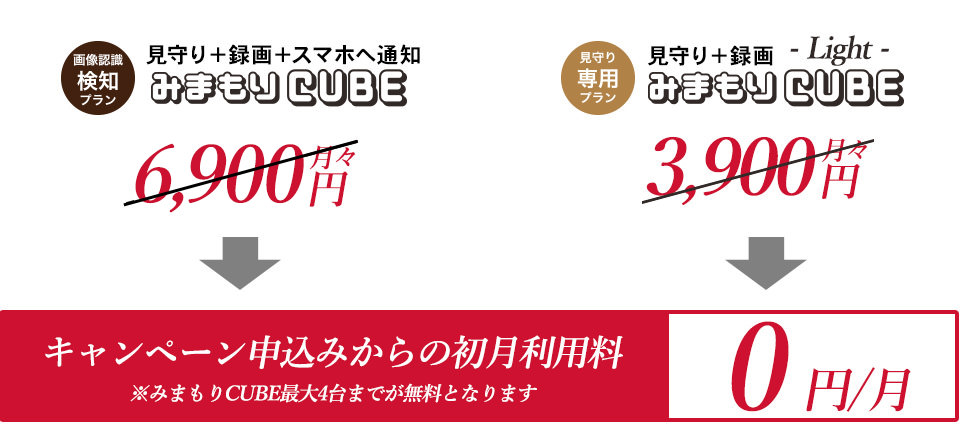 画像認識
検知
プラン
見守り＋録画＋スマホへ通知
みまもりCUBE
6,900円
月々
見守り
専用
プラン
見守り＋録画
- Light -
みまもりCUBE
3,900円
月々
キャンペーン申込みからの初月利用料
※みまもりCUBE最大4台までが無料となります
0円/月